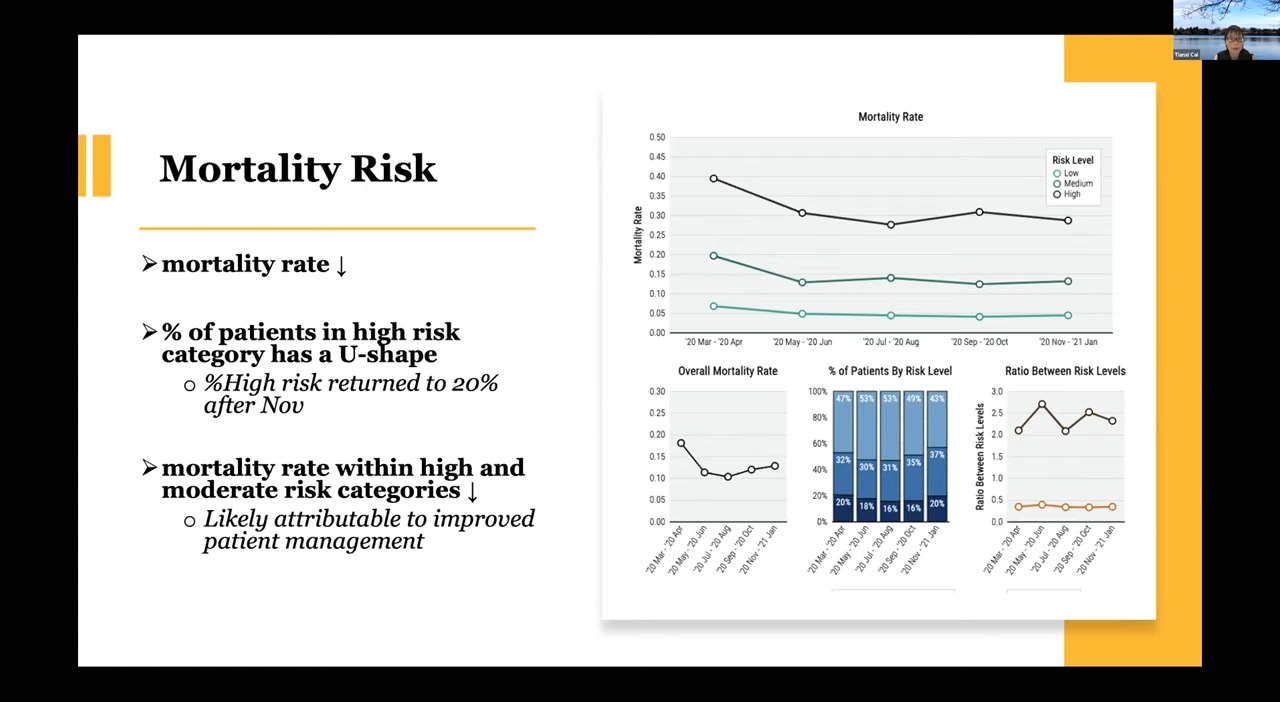 Tianxi Cai
Mortality Risk
➢mortality rate ↓
➢% of patients in high risk
category has a U-shape
o %High risk returned to 20%
after Nov
➢mortality rate within high and
moderate risk categories ↓
o Likely attributable to improved
patient management
Mortality Rate
Mortality Rate
0.50
0.45
0.40
0.35
0.30
0.25
0.20
0.15
0.10
0.05
0.00
Risk Level
Low
Medium
High
'20 Mar - '20 Apr
'20 May - '20 Jun
'20 Jul - '20 Aug
'20 Sep - '20 Oct
'20 Nov - '21 Jan
Overall Mortality Rate
0.30
0.25
0.20
0.15
0.10
0.05
0.00
'20 Mar - '20 Apr
'20 May - '20 Jun
'20 Jul - '20 Aug
'20 Sep - '20 Oct
'20 Nov - '21 Jan
% of Patients By Risk Level
100%
80%
60%
40%
20%
0%
47% 53% 53% 49% 43%
32% 30% 31% 35% 37%
20% 18% 16% 16% 20%
'20 Mar - '20 Apr
'20 May - '20 Jun
'20 Jul - '20 Aug
'20 Sep - '20 Oct
'20 Nov - '21 Jan
Ratio Between Risk Levels
Ratio Between Risk Levels
3.0
2.0
1.0
0.5
0.0
'20 Mar - '20 Apr
'20 May - '20 Jun
'20 Jul - '20 Aug
'20 Sep - '20 Oct
'20 Nov - '21 Jan